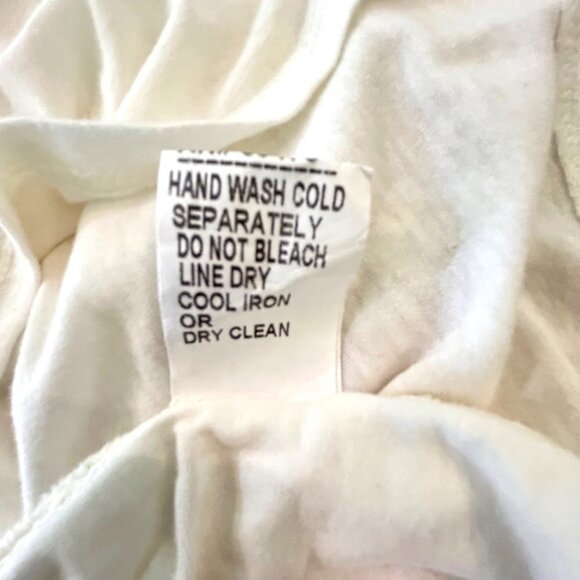 HAND WASH COLD
SEPARATELY
DO NOT BLEACH
LINE DRY
COOL IRON
OR
DRY CLEAN